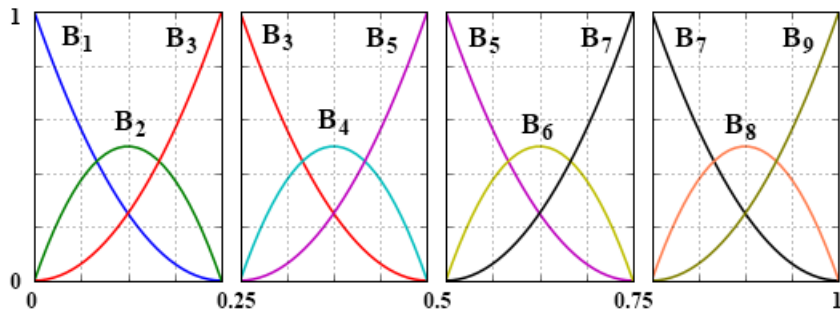 1
B₁ B₃ B₃ B₅ B₅ B₇ B₇ B₉
B₂ B₄ B₆ B₈
0
0 0.25 0.5 0.75 1